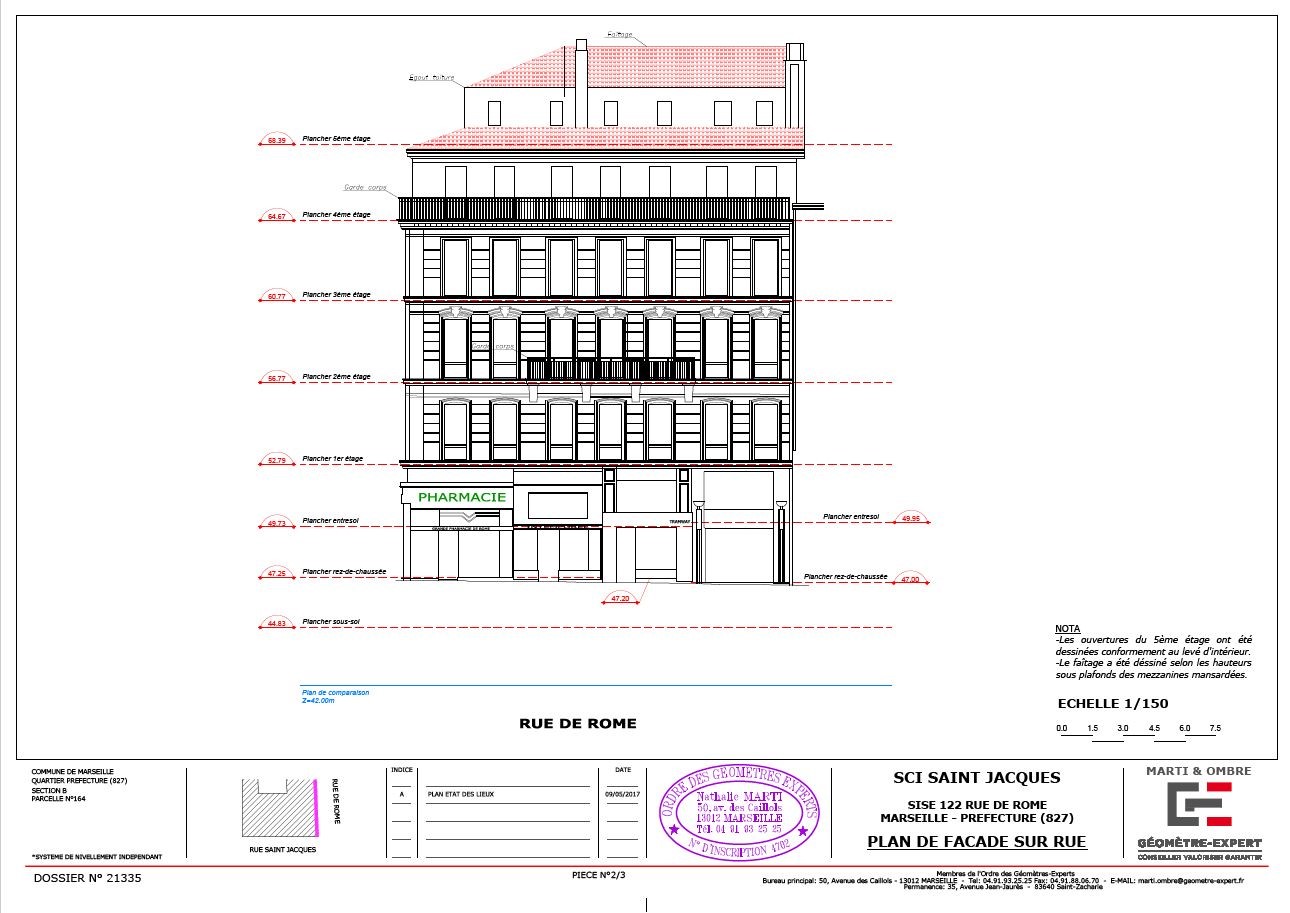 Faîtage
Egout toiture
58.39 Plancher 5ème étage
Garde corps
64.67 Plancher 4ème étage
60.77 Plancher 3ème étage
Garde corps
56.77 Plancher 2ème étage
52.79 Plancher 1er étage
PHARMACIE
49.73 Plancher entresol
GRANDE PHARMACIE DE ROME
TRAMWAY
Plancher entresol 49.95
47.25 Plancher rez-de-chaussée
Plancher rez-de-chaussée 47.00
47.20
44.83 Plancher sous-sol
Plan de comparaison
Z=42.00m
RUE DE ROME
NOTA
-Les ouvertures du 5ème étage ont été
dessinées conformement au levé d'intérieur.
-Le faîtage a été déssiné selon les hauteurs
sous plafonds des mezzanines mansardées.
ECHELLE 1/150
0.0 1.5 3.0 4.5 6.0 7.5
COMMUNE DE MARSEILLE
QUARTIER PREFECTURE (827)
SECTION B
PARCELLE N°164
*SYSTEME DE NIVELLEMENT INDEPENDANT
RUE DE ROME
RUE SAINT JACQUES
INDICE DATE
A PLAN ETAT DES LIEUX 09/05/2017
ORDRE DES GEOMETRES EXPERTS
Nathalie MARTI
50, av. des Caillols
13012 MARSEILLE
Tél. 04 91 93 25 25
N° D'INSCRIPTION 4702
SCI SAINT JACQUES
SISE 122 RUE DE ROME
MARSEILLE - PREFECTURE (827)
PLAN DE FACADE SUR RUE
MARTI & OMBRE
GÉOMÈTRE-EXPERT
CONSEILLER VALORISER GARANTIR
DOSSIER N° 21335
PIECE N°2/3
Membres de l'Ordre des Géomètres-Experts
Bureau principal: 50, Avenue des Caillols - 13012 MARSEILLE - Tel: 04.91.93.25.25 Fax: 04.91.88.06.70 - E-MAIL: marti.ombre@geometre-expert.fr
Permanence: 35, Avenue Jean-Jaurès - 83640 Saint-Zacharie